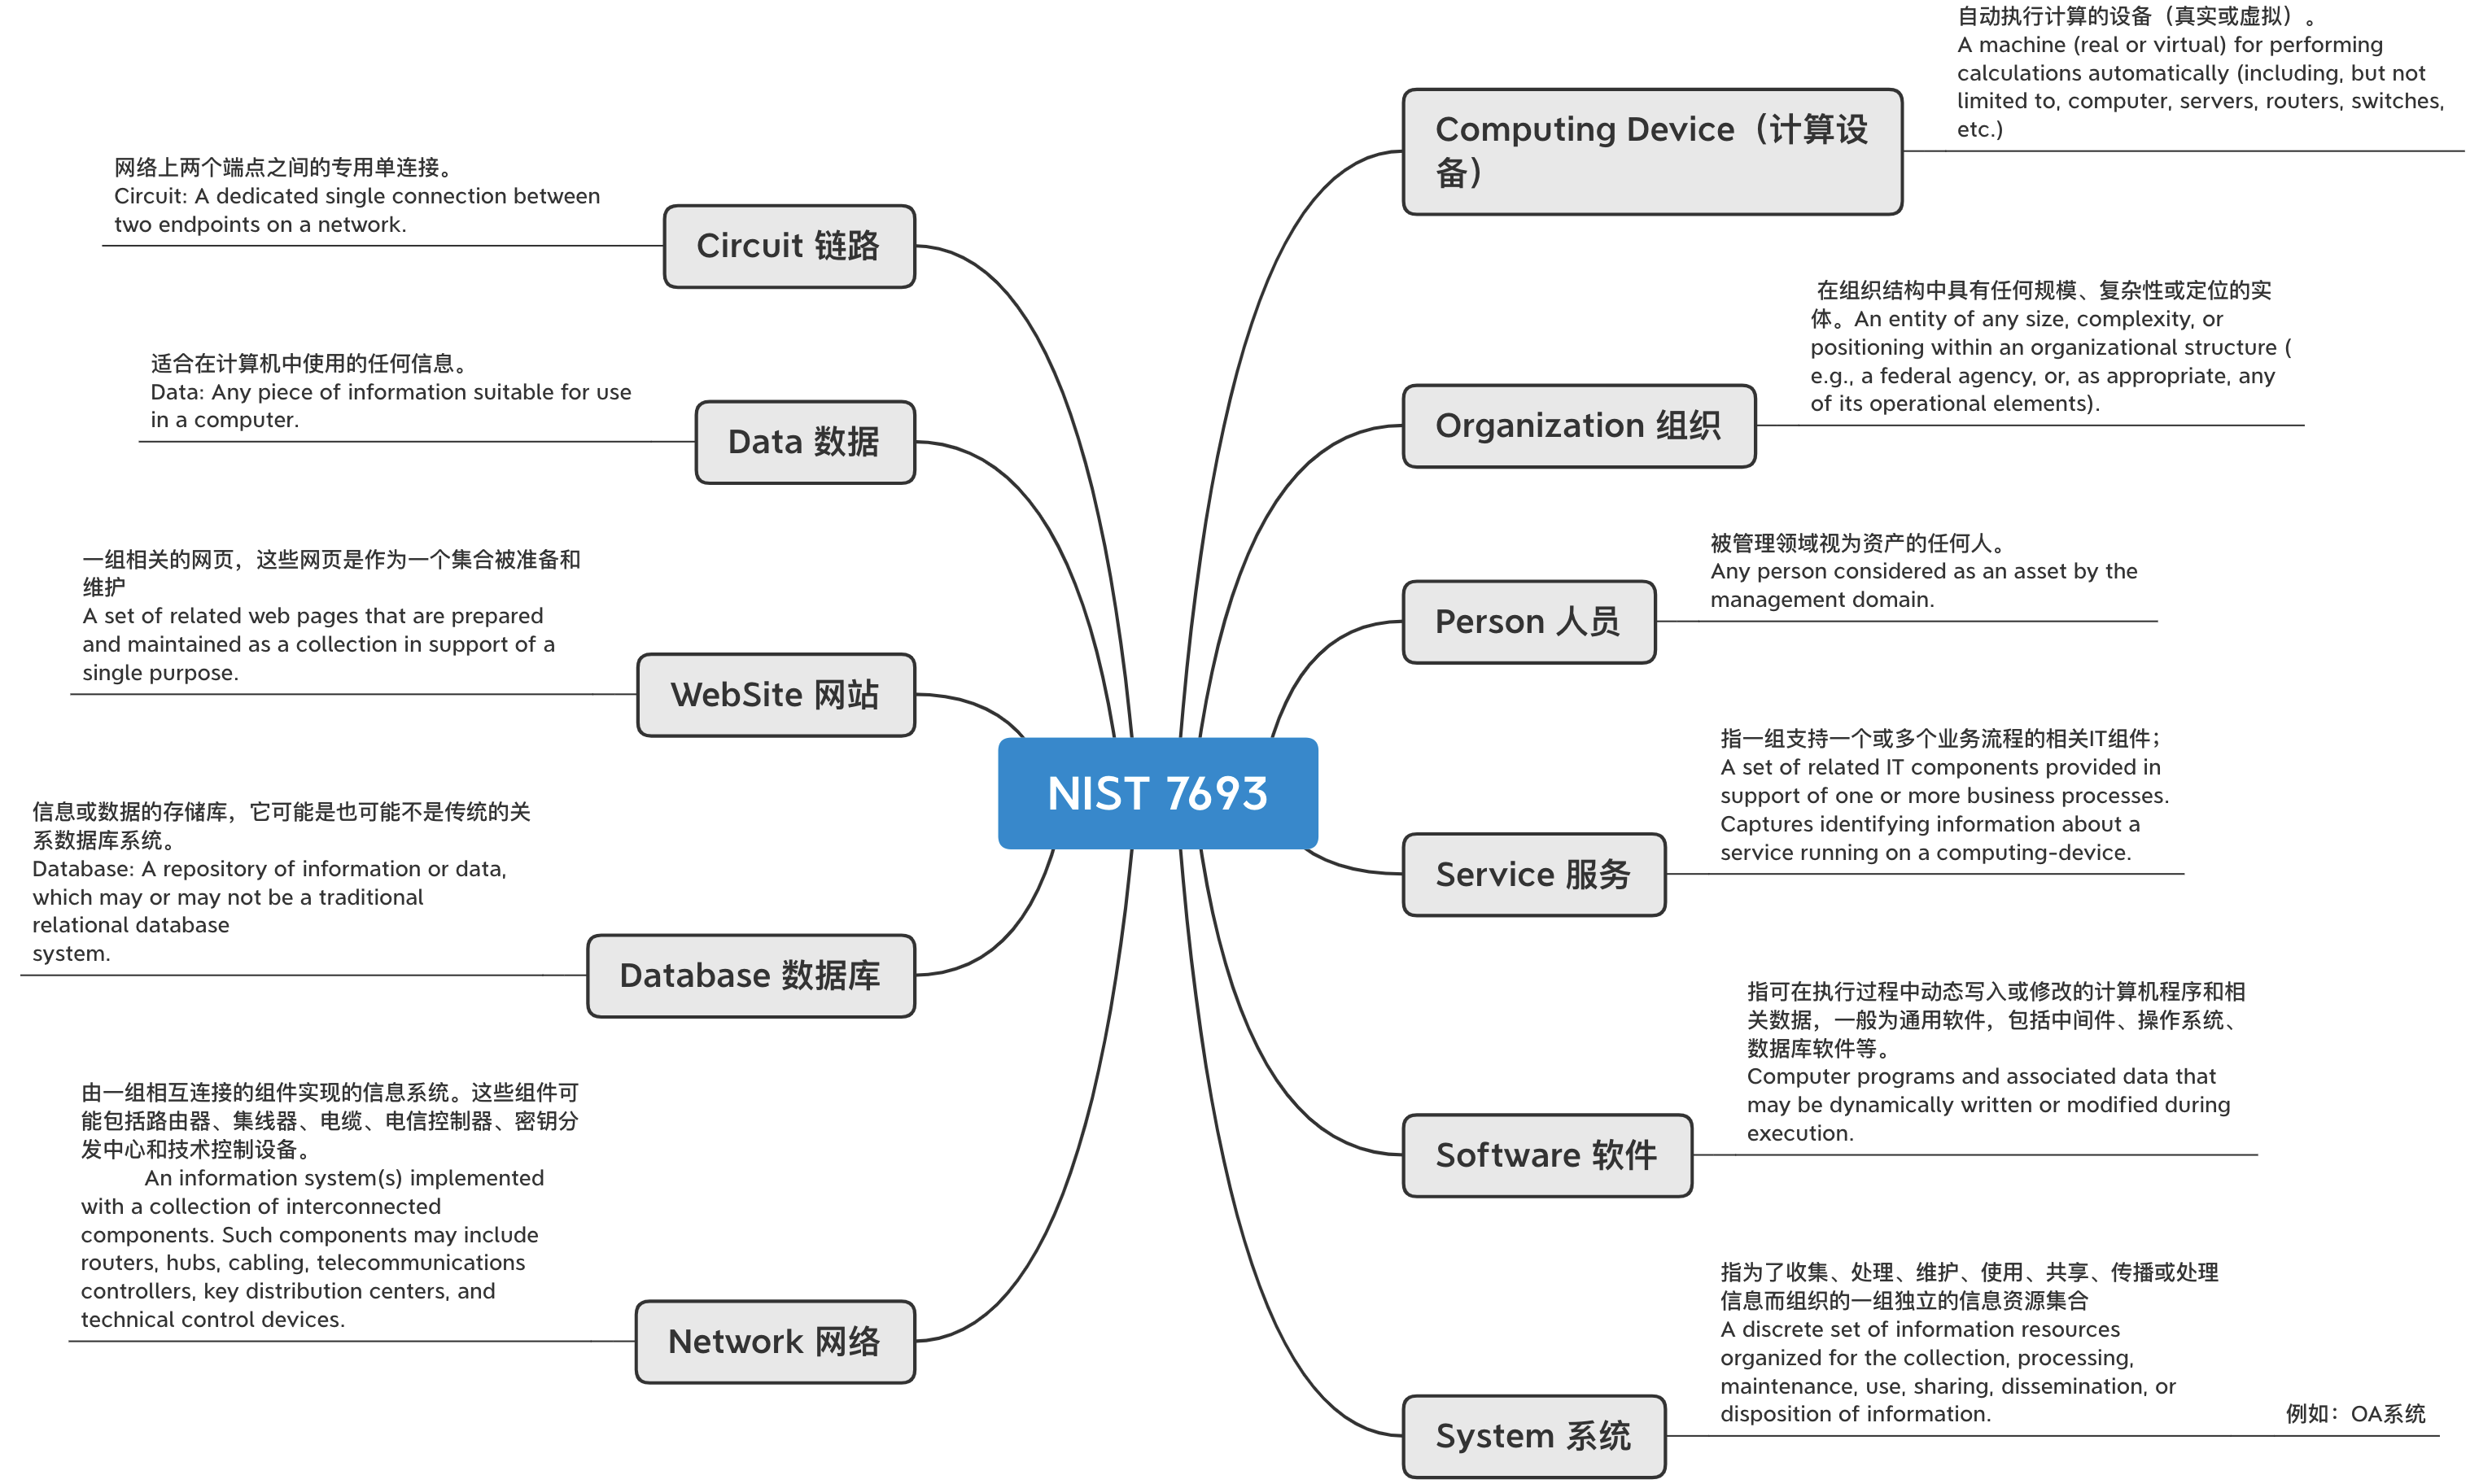 NIST 7693
Computing Device（计算设
备）
自动执行计算的设备（真实或虚拟）。
A machine (real or virtual) for performing
calculations automatically (including, but not
limited to, computer, servers, routers, switches,
etc.)
Organization 组织
在组织结构中具有任何规模、复杂性或定位的实
体。An entity of any size, complexity, or
positioning within an organizational structure (
e.g., a federal agency, or, as appropriate, any
of its operational elements).
Person 人员
被管理领域视为资产的任何人。
Any person considered as an asset by the
management domain.
Service 服务
指一组支持一个或多个业务流程的相关IT组件；
A set of related IT components provided in
support of one or more business processes.
Captures identifying information about a
service running on a computing-device.
Software 软件
指可在执行过程中动态写入或修改的计算机程序和相
关数据，一般为通用软件，包括中间件、操作系统、
数据库软件等。
Computer programs and associated data that
may be dynamically written or modified during
execution.
System 系统
指为了收集、处理、维护、使用、共享、传播或处理
信息而组织的一组独立的信息资源集合
A discrete set of information resources
organized for the collection, processing,
maintenance, use, sharing, dissemination, or
disposition of information.
例如：OA系统
Circuit 链路
网络上两个端点之间的专用单连接。
Circuit: A dedicated single connection between
two endpoints on a network.
Data 数据
适合在计算机中使用的任何信息。
Data: Any piece of information suitable for use
in a computer.
WebSite 网站
一组相关的网页，这些网页是作为一个集合被准备和
维护
A set of related web pages that are prepared
and maintained as a collection in support of a
single purpose.
Database 数据库
信息或数据的存储库，它可能是也可能不是传统的关
系数据库系统。
Database: A repository of information or data,
which may or may not be a traditional
relational database
system.
Network 网络
由一组相互连接的组件实现的信息系统。这些组件可
能包括路由器、集线器、电缆、电信控制器、密钥分
发中心和技术控制设备。
An information system(s) implemented
with a collection of interconnected
components. Such components may include
routers, hubs, cabling, telecommunications
controllers, key distribution centers, and
technical control devices.